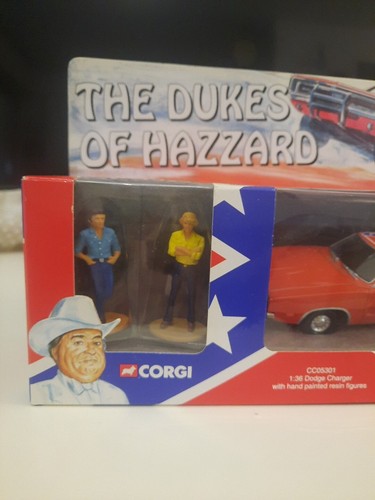 THE DUKES
OF HAZZARD
CORGI
CC05301
1:36 Dodge Charger
with hand painted resin figures